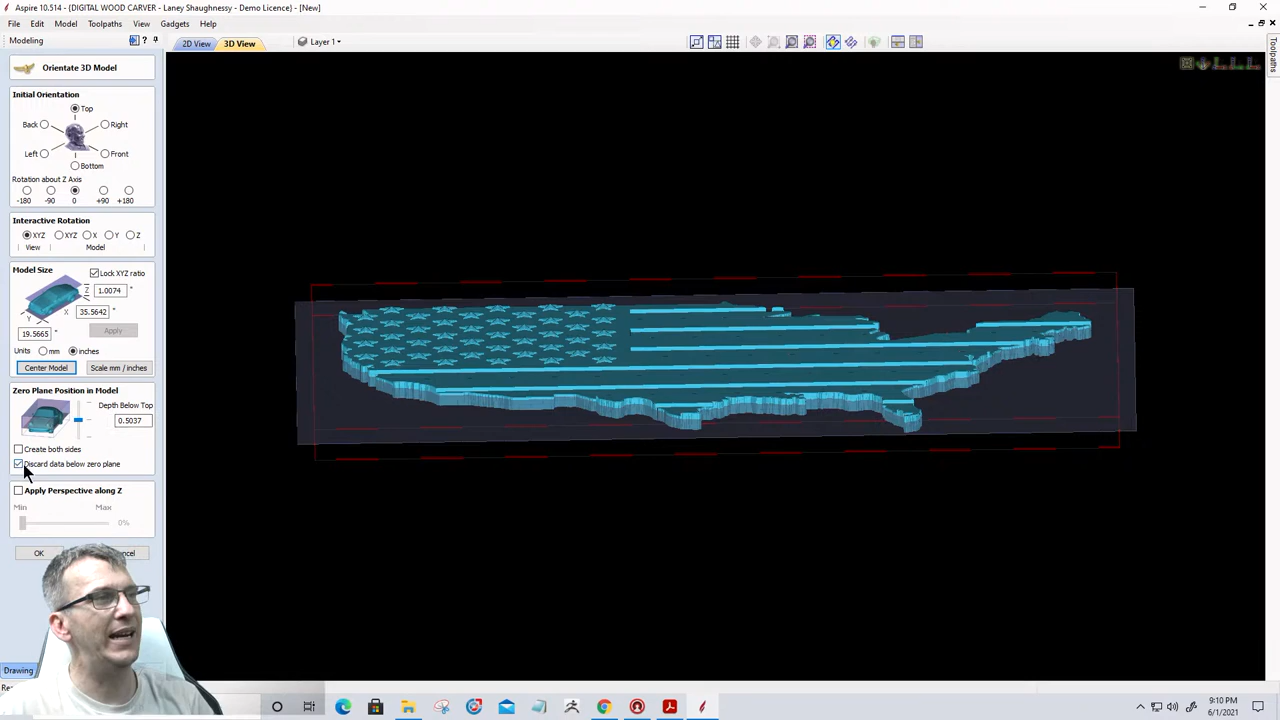 Aspire 10.514 - {DIGITAL WOOD CARVER - Laney Shaughnessy - Demo Licence} - [New]
File Edit Model Toolpaths View Gadgets Help
Modeling
2D View 3D View Layer 1
Toolpaths
Orientate 3D Model
Initial Orientation
Top
Back Right
Left Front
Bottom
Rotation about Z Axis
-180 -90 0 +90 +180
Interactive Rotation
XYZ XYZ X Y Z
View Model
Model Size
Lock XYZ ratio
Z 1.0074 "
Y X 35.5642 "
19.5665 "
Apply
Units mm inches
Center Model Scale mm / inches
Zero Plane Position in Model
Depth Below Top
0.5037
Create both sides
Discard data below zero plane
Apply Perspective along Z
Min Max
0%
OK
Drawing
9:10 PM
6/1/2021